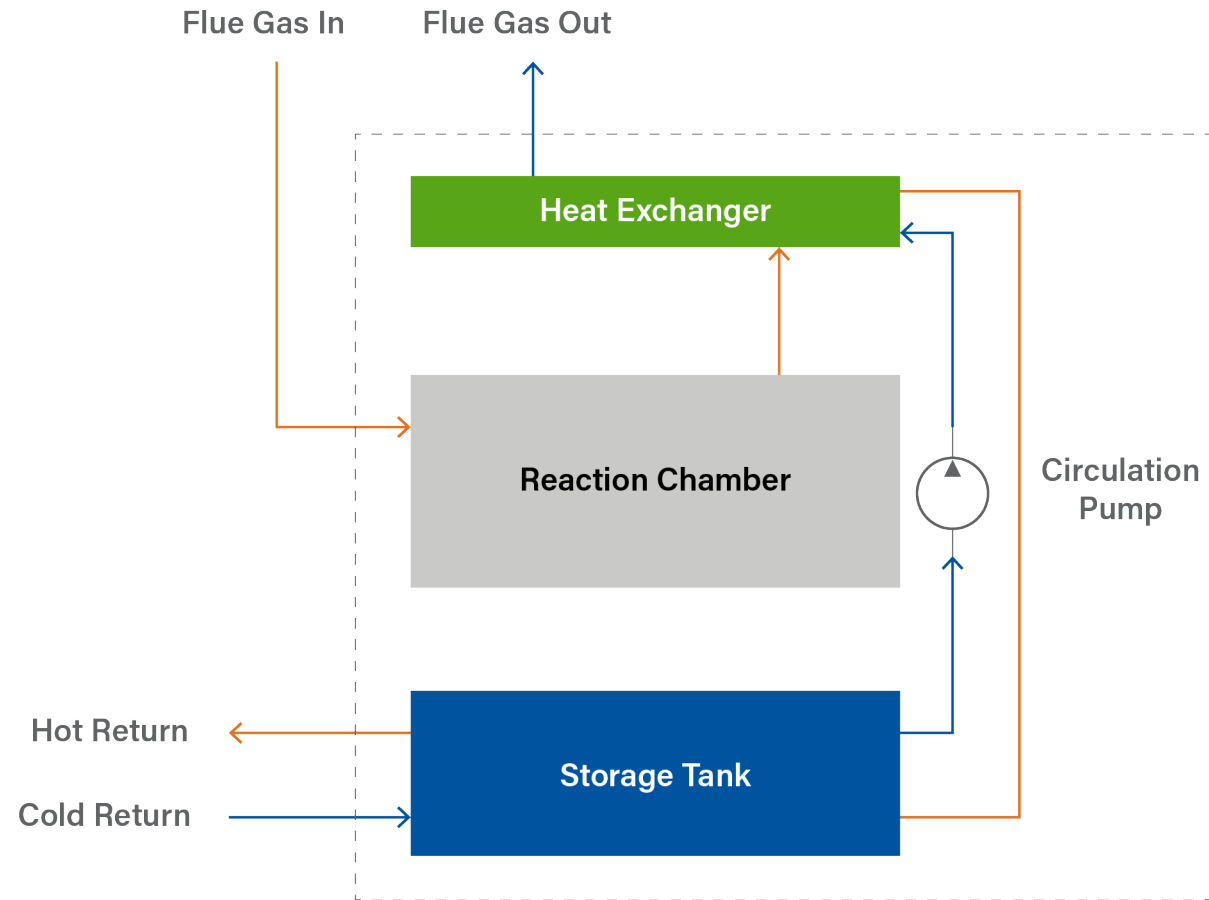 Flue Gas In
Flue Gas Out
Heat Exchanger
Reaction Chamber
Circulation
Pump
Hot Return
Storage Tank
Cold Return